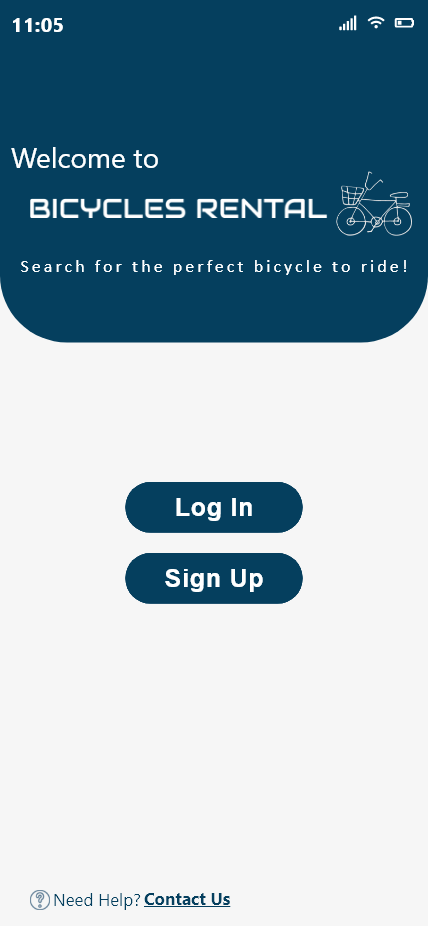 11:05
Welcome to
BICYCLES RENTAL
Search for the perfect bicycle to ride!
Log In
Sign Up
? Need Help? Contact Us